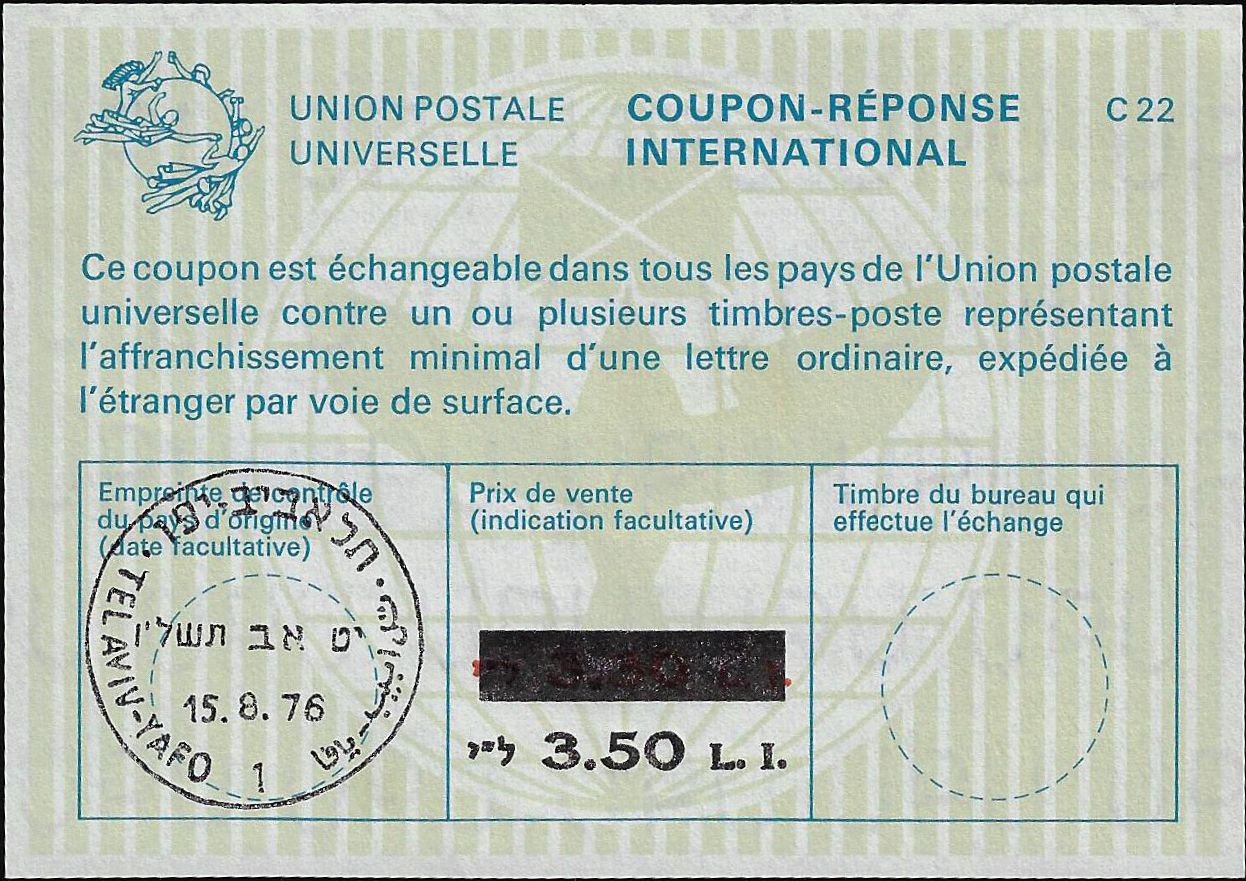 UNION POSTALE
UNIVERSELLE
COUPON-RÉPONSE
INTERNATIONAL
C 22
Ce coupon est échangeable dans tous les pays de l'Union postale
universelle contre un ou plusieurs timbres-poste représentant
l'affranchissement minimal d'une lettre ordinaire, expédiée à
l'étranger par voie de surface.
Empreinte de contrôle
du pays d'origine
(date facultative)
תל אביב-יפו
יט אב תשל"ו
15.8.76
TEL AVIV-YAFO
1
Prix de vente
(indication facultative)
ל"י 3.50 L. I.
Timbre du bureau qui
effectue l'échange